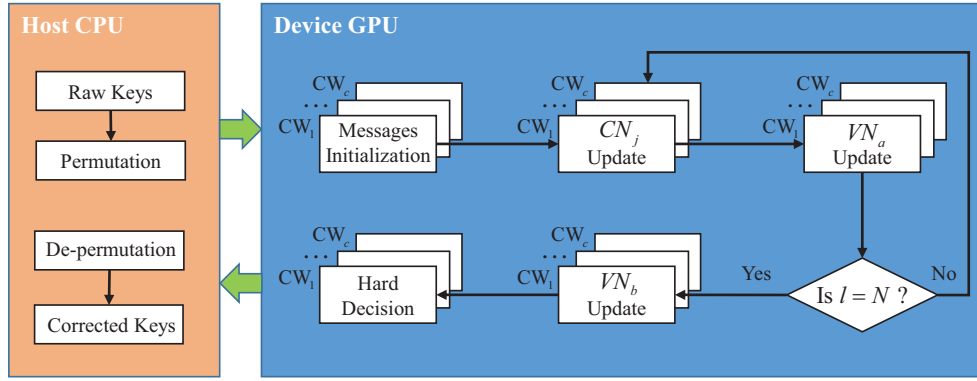 Host CPU
Raw Keys
Permutation
De-permutation
Corrected Keys
Device GPU
CW_c
...
CW_1
Messages
Initialization
CW_c
...
CW_1
CN_j
Update
CW_c
...
CW_1
VN_a
Update
Is l = N ?
No
Yes
CW_c
...
CW_1
VN_b
Update
CW_c
...
CW_1
Hard
Decision